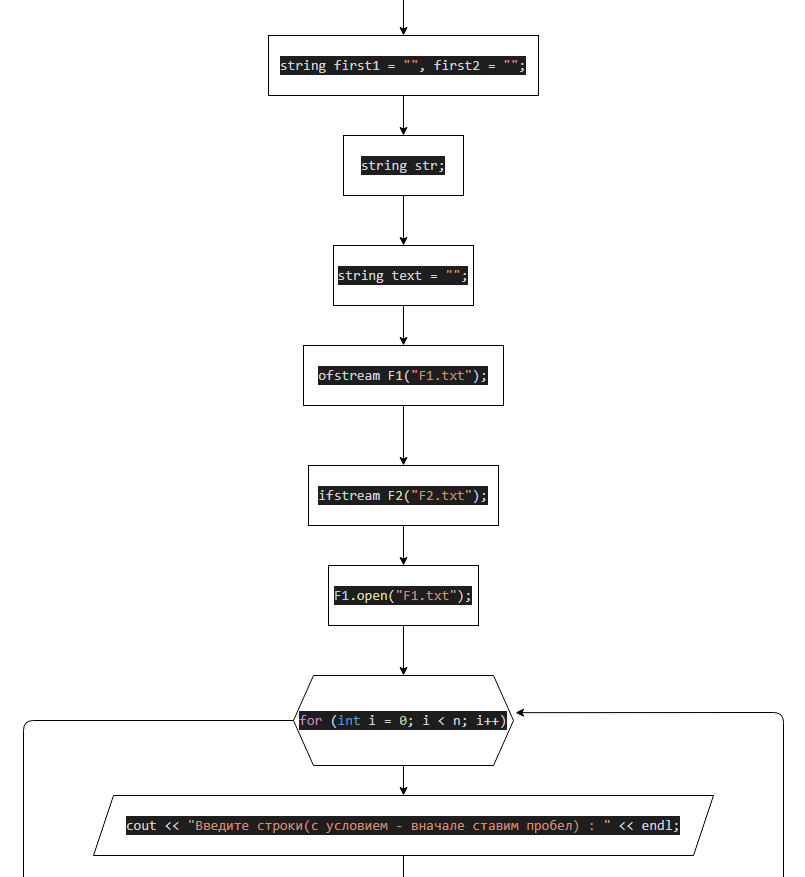 string first1 = "", first2 = "";
string str;
string text = "";
ofstream F1("F1.txt");
ifstream F2("F2.txt");
F1.open("F1.txt");
for (int i = 0; i < n; i++)
cout << "Введите строки(с условием - вначале ставим пробел) : " << endl;